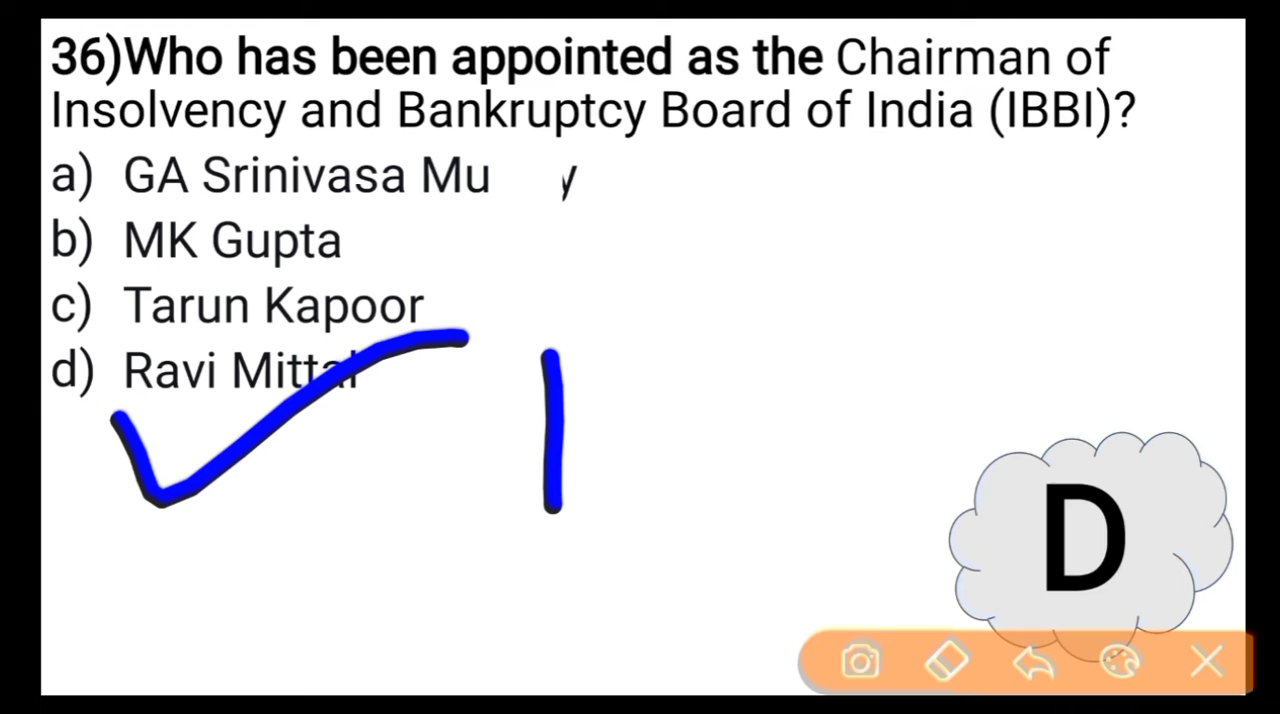 36)Who has been appointed as the Chairman of
Insolvency and Bankruptcy Board of India (IBBI)?
a) GA Srinivasa Mu y
b) MK Gupta
c) Tarun Kapoor
d) Ravi Mittal
D